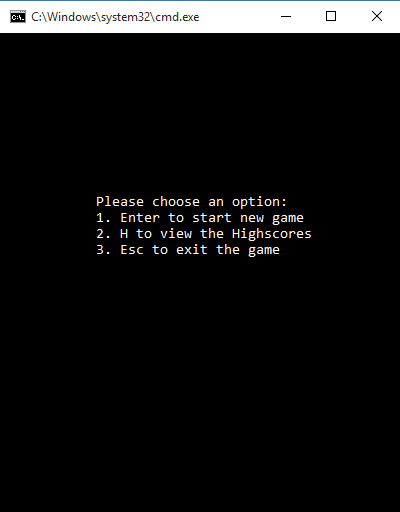 C:\Windows\system32\cmd.exe
Please choose an option:
1. Enter to start new game
2. H to view the Highscores
3. Esc to exit the game